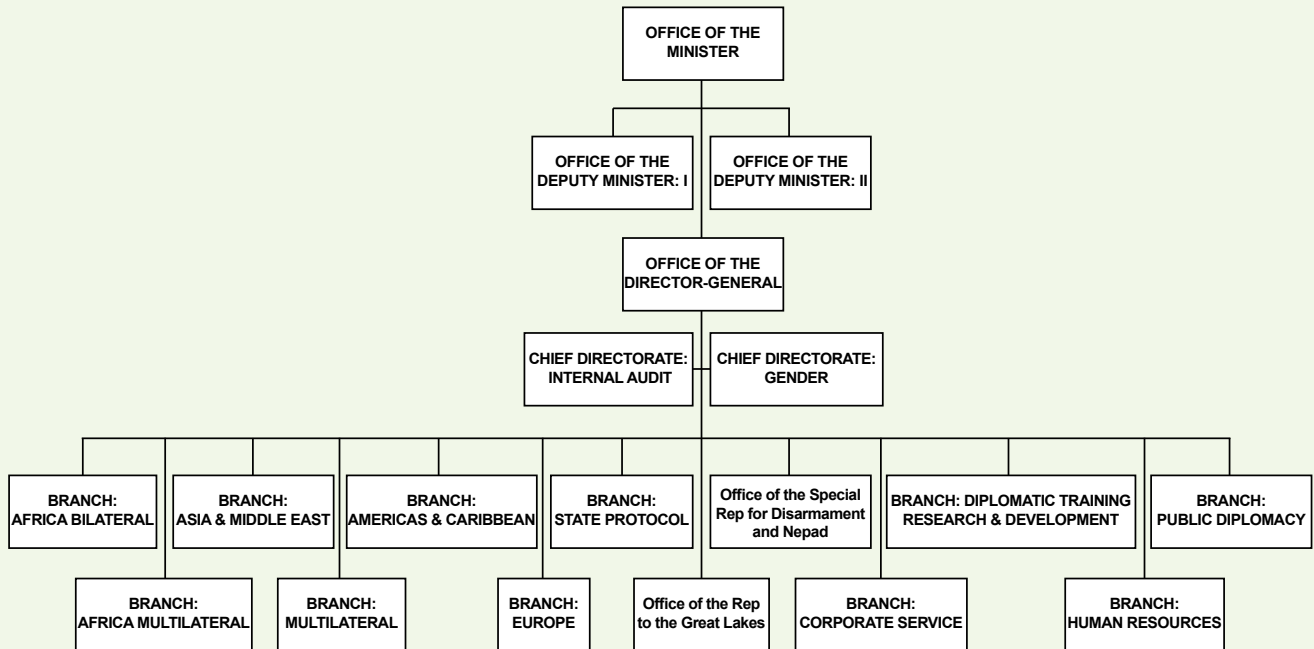 OFFICE OF THE
MINISTER
OFFICE OF THE
DEPUTY MINISTER: I
OFFICE OF THE
DEPUTY MINISTER: II
OFFICE OF THE
DIRECTOR-GENERAL
CHIEF DIRECTORATE:
INTERNAL AUDIT
CHIEF DIRECTORATE:
GENDER
BRANCH:
AFRICA BILATERAL
BRANCH:
ASIA & MIDDLE EAST
BRANCH:
AMERICAS & CARIBBEAN
BRANCH:
STATE PROTOCOL
Office of the Special
Rep for Disarmament
and Nepad
BRANCH: DIPLOMATIC TRAINING
RESEARCH & DEVELOPMENT
BRANCH:
PUBLIC DIPLOMACY
BRANCH:
AFRICA MULTILATERAL
BRANCH:
MULTILATERAL
BRANCH:
EUROPE
Office of the Rep
to the Great Lakes
BRANCH:
CORPORATE SERVICE
BRANCH:
HUMAN RESOURCES